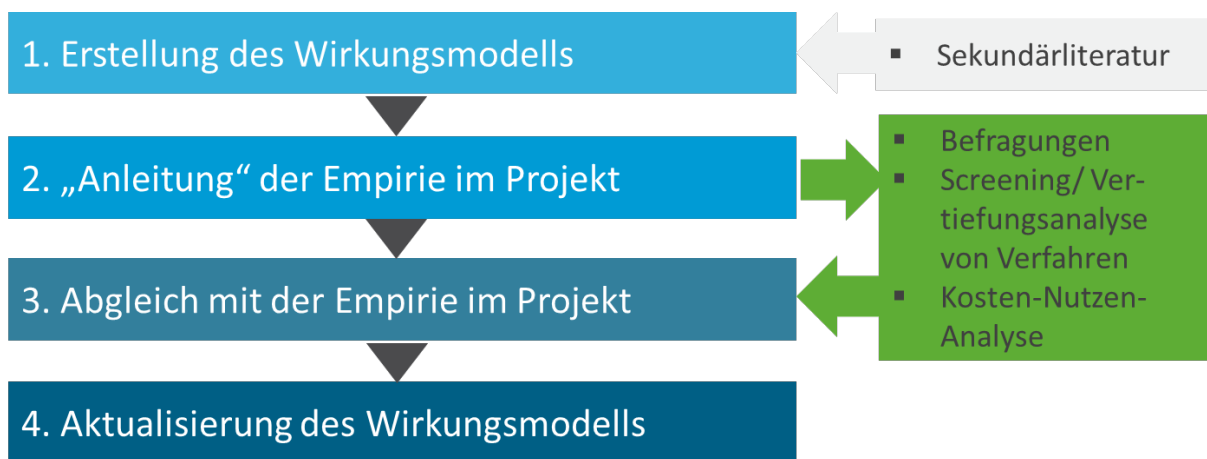 1. Erstellung des Wirkungsmodells
▪ Sekundärliteratur
2. „Anleitung“ der Empirie im Projekt
▪ Befragungen
▪ Screening/ Ver-
tiefungsanalyse
von Verfahren
▪ Kosten-Nutzen-
Analyse
3. Abgleich mit der Empirie im Projekt
4. Aktualisierung des Wirkungsmodells